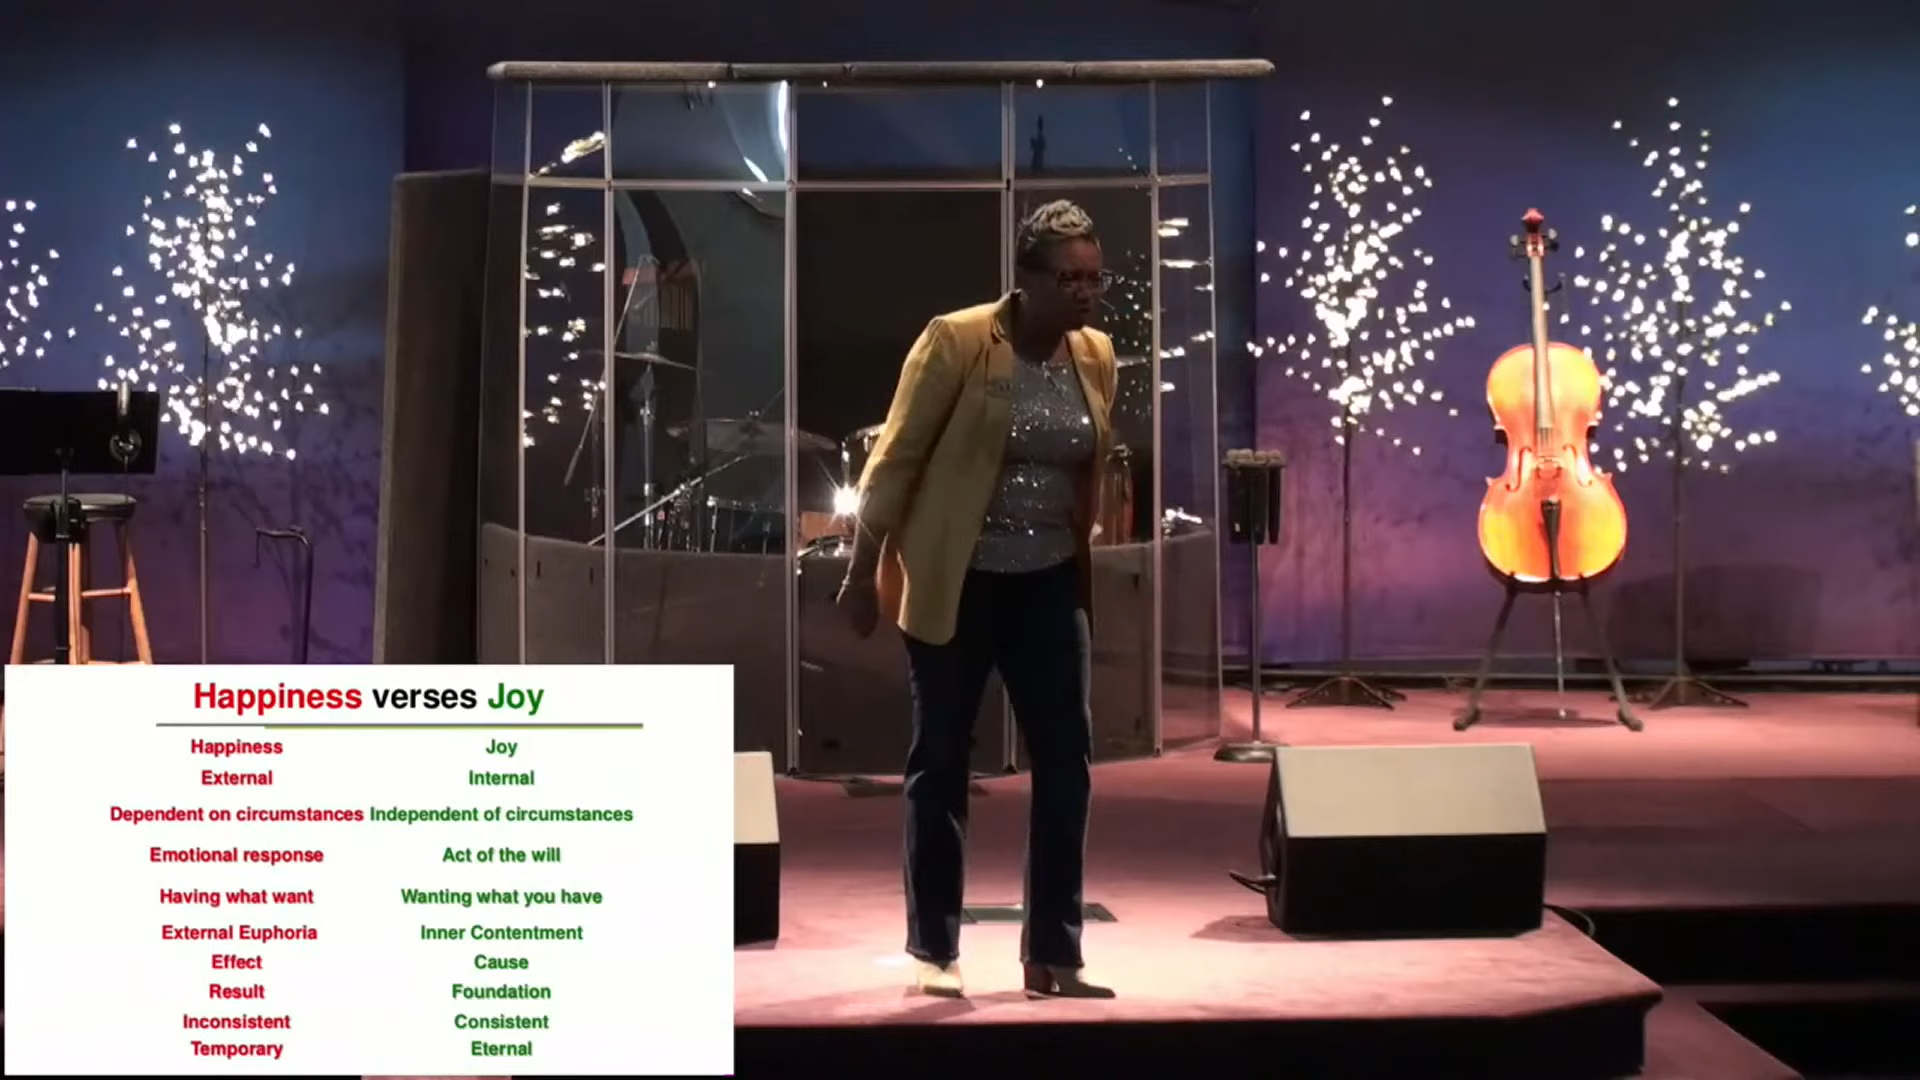 Happiness verses Joy
Happiness Joy
External Internal
Dependent on circumstances Independent of circumstances
Emotional response Act of the will
Having what want Wanting what you have
External Euphoria Inner Contentment
Effect Cause
Result Foundation
Inconsistent Consistent
Temporary Eternal